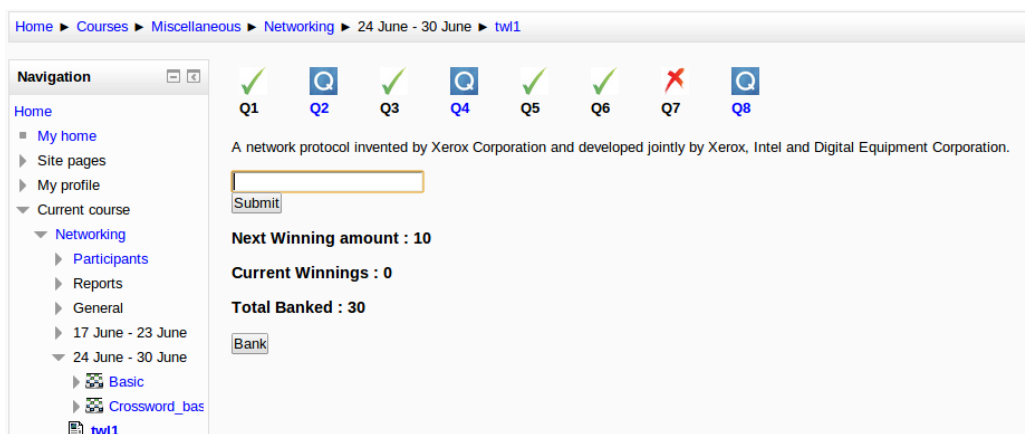 Home ► Courses ► Miscellaneous ► Networking ► 24 June - 30 June ► twl1
Navigation
Home
My home
Site pages
My profile
Current course
Networking
Participants
Reports
General
17 June - 23 June
24 June - 30 June
Basic
Crossword_bas
twl1
Q Q Q
Q1 Q2 Q3 Q4 Q5 Q6 Q7 Q8
A network protocol invented by Xerox Corporation and developed jointly by Xerox, Intel and Digital Equipment Corporation.
Submit
Next Winning amount : 10
Current Winnings : 0
Total Banked : 30
Bank